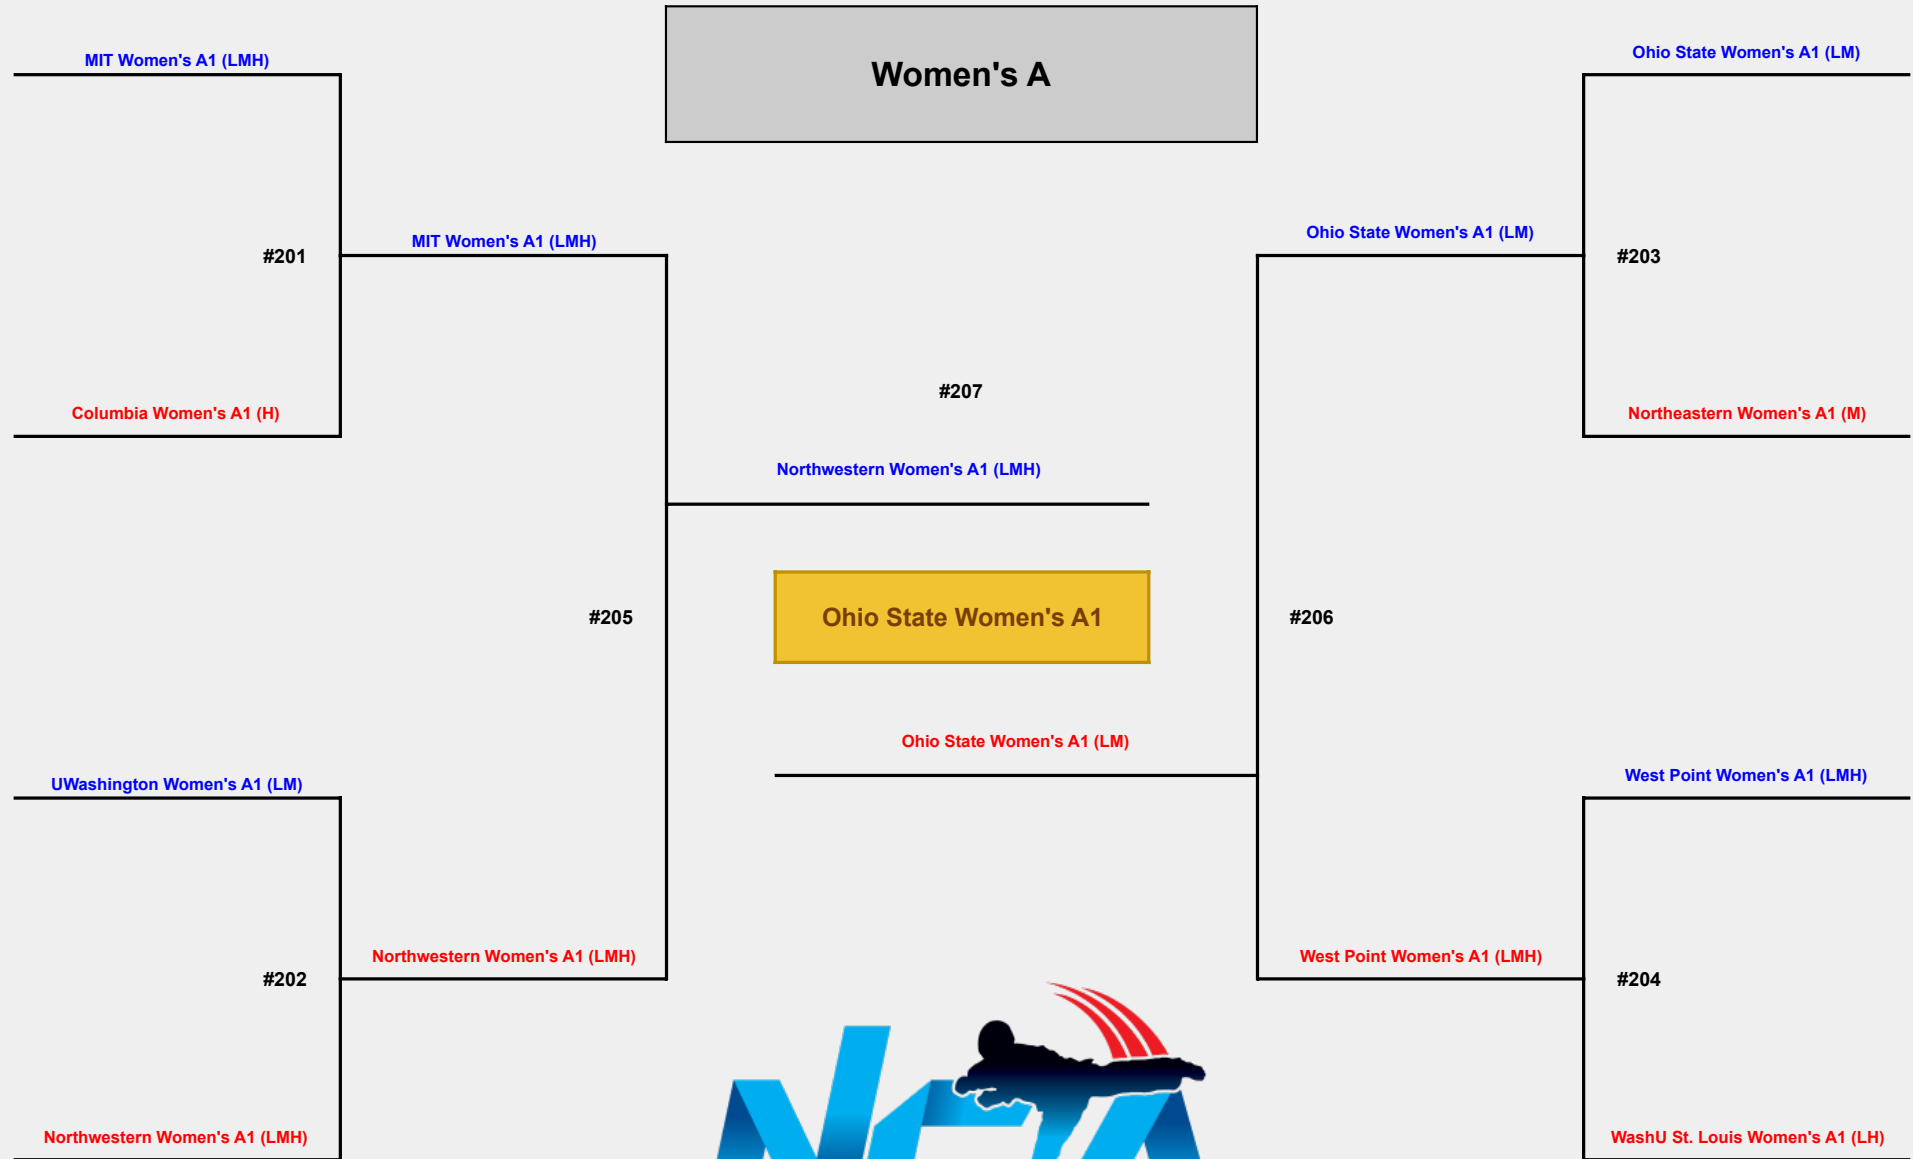 Women's A
MIT Women's A1 (LMH)
Ohio State Women's A1 (LM)
#201
MIT Women's A1 (LMH)
Ohio State Women's A1 (LM)
#203
Columbia Women's A1 (H)
#207
Northeastern Women's A1 (M)
Northwestern Women's A1 (LMH)
#205
Ohio State Women's A1
#206
Ohio State Women's A1 (LM)
UWashington Women's A1 (LM)
West Point Women's A1 (LMH)
#202
Northwestern Women's A1 (LMH)
West Point Women's A1 (LMH)
#204
Northwestern Women's A1 (LMH)
WashU St. Louis Women's A1 (LH)